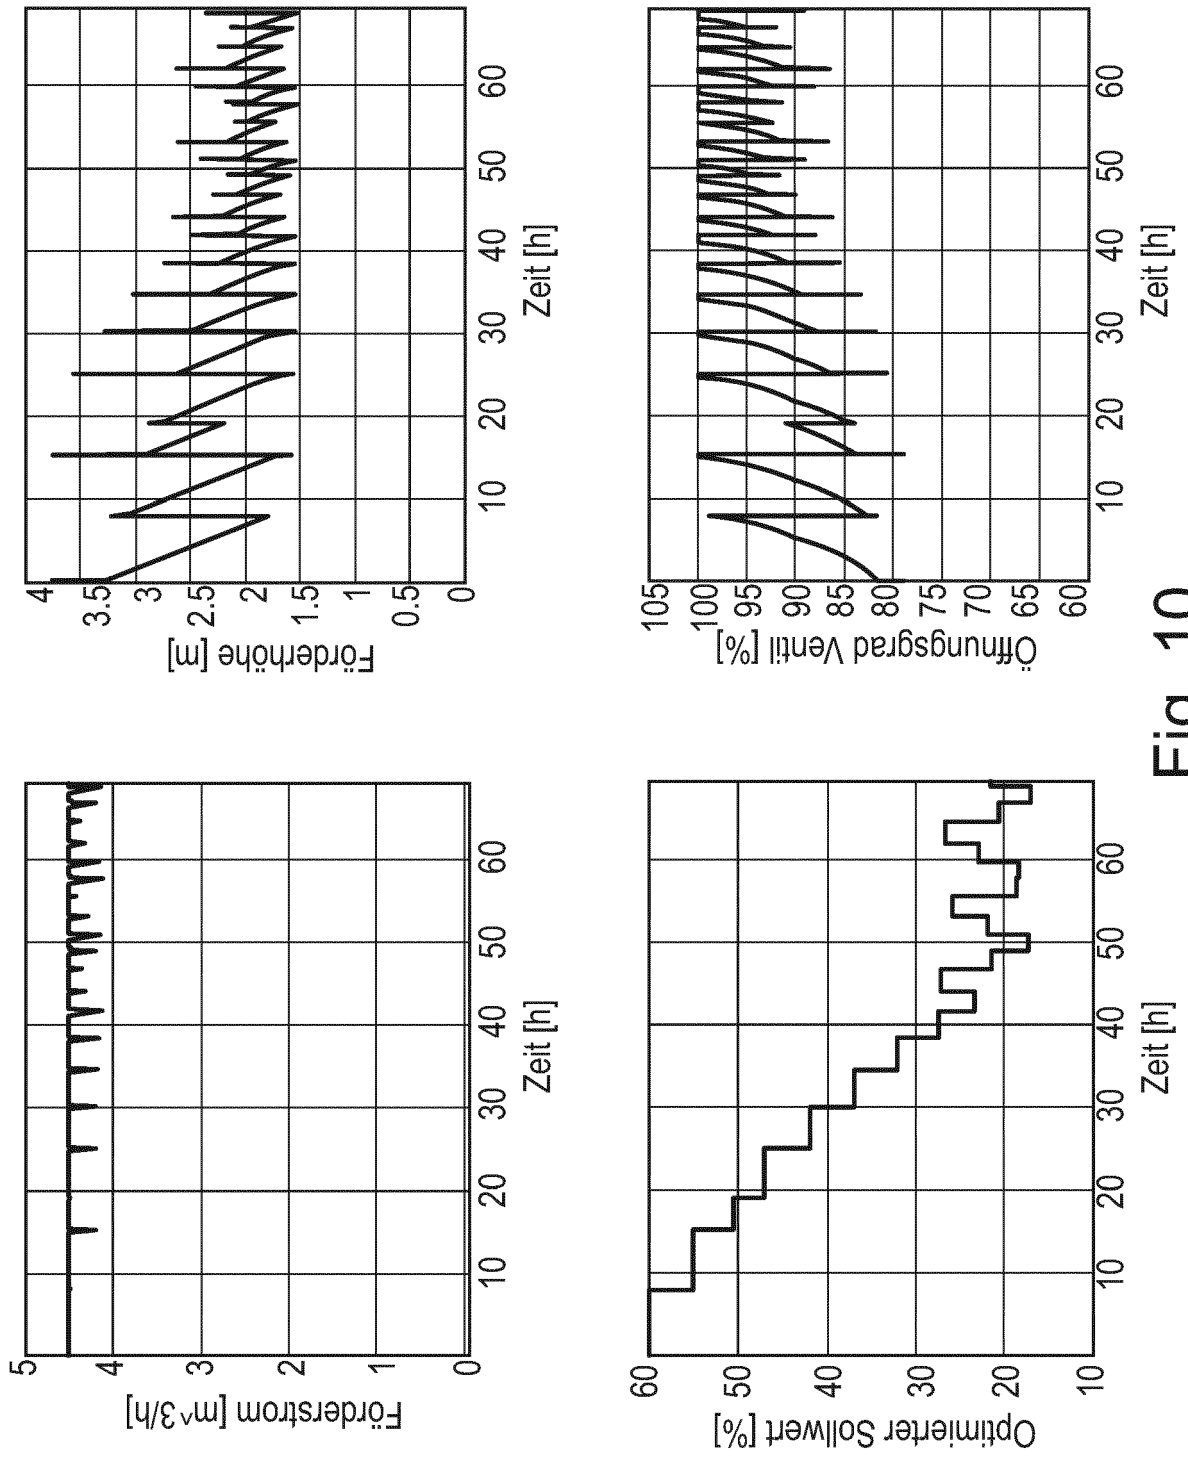 Förderstrom [m^3/h]
5
4
3
2
1
0
10 20 30 40 50 60
Zeit [h]
Förderhöhe [m]
4
3.5
3
2.5
2
1.5
1
0.5
0
10 20 30 40 50 60
Zeit [h]
Optimierter Sollwert [%]
60
50
40
30
20
10
10 20 30 40 50 60
Zeit [h]
Öffnungsgrad Ventil [%]
105
100
95
90
85
80
75
70
65
60
10 20 30 40 50 60
Zeit [h]
Fig. 10